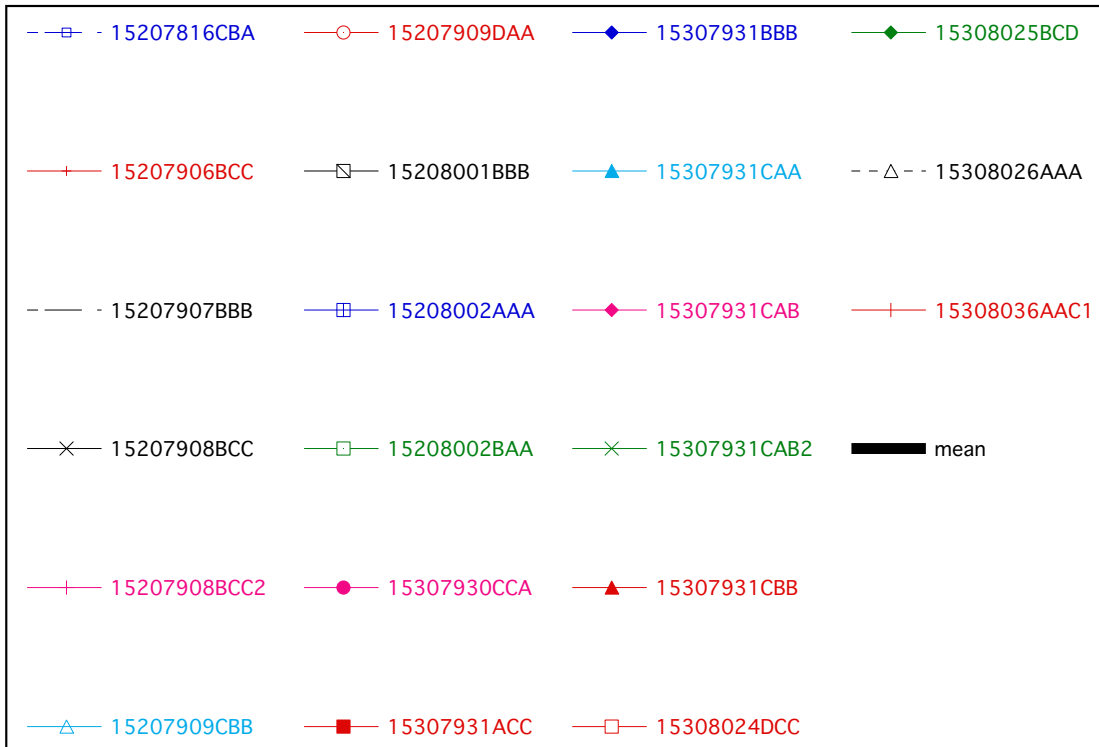 15207816CBA 15207909DAA 15307931BBB 15308025BCD
15207906BCC 15208001BBB 15307931CAA 15308026AAA
15207907BBB 15208002AAA 15307931CAB 15308036AAC1
15207908BCC 15208002BAA 15307931CAB2 mean
15207908BCC2 15307930CCA 15307931CBB
15207909CBB 15307931ACC 15308024DCC